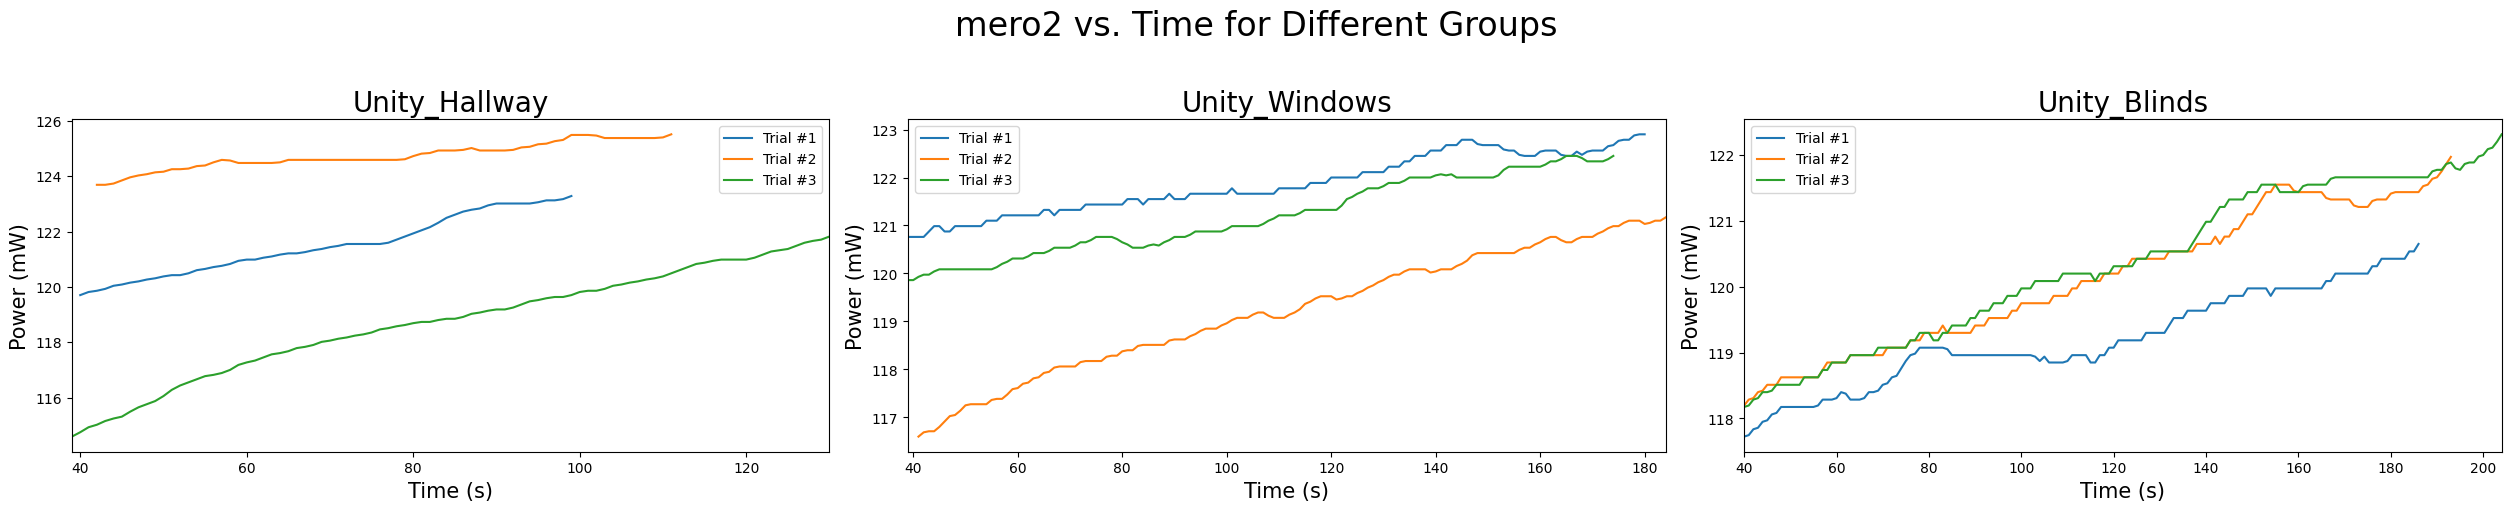 mero2 vs. Time for Different Groups
Unity_Hallway
126
124
122
120
118
116
Power (mW)
40 60 80 100 120
Time (s)
Trial #1
Trial #2
Trial #3
Unity_Windows
123
122
121
120
119
118
117
Power (mW)
40 60 80 100 120 140 160 180
Time (s)
Trial #1
Trial #2
Trial #3
Unity_Blinds
122
121
120
119
118
Power (mW)
40 60 80 100 120 140 160 180 200
Time (s)
Trial #1
Trial #2
Trial #3